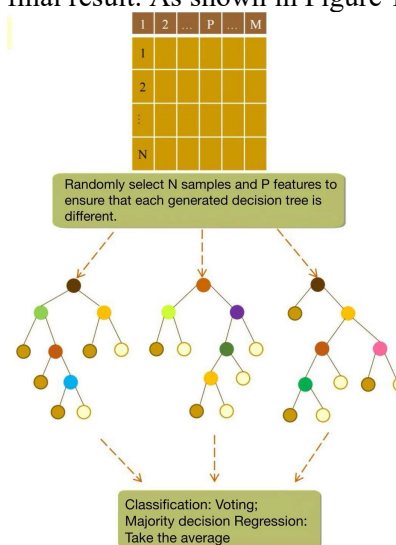 final result. As shown in Figure 1
1 2 ... P ... M
1
2
⋮
N
Randomly select N samples and P features to
ensure that each generated decision tree is
different.
Classification: Voting;
Majority decision Regression:
Take the average